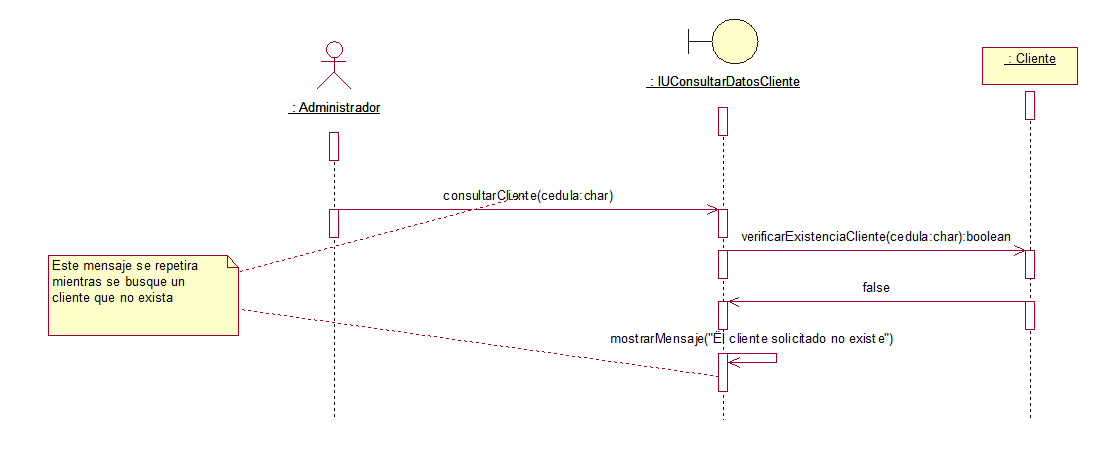 : Cliente
: IUConsultarDatosCliente
: Administrador
consultarCliente(cedula:char)
verificarExistenciaCliente(cedula:char):boolean
Este mensaje se repetira
mientras se busque un
cliente que no exista
false
mostrarMensaje("El cliente solicitado no existe")